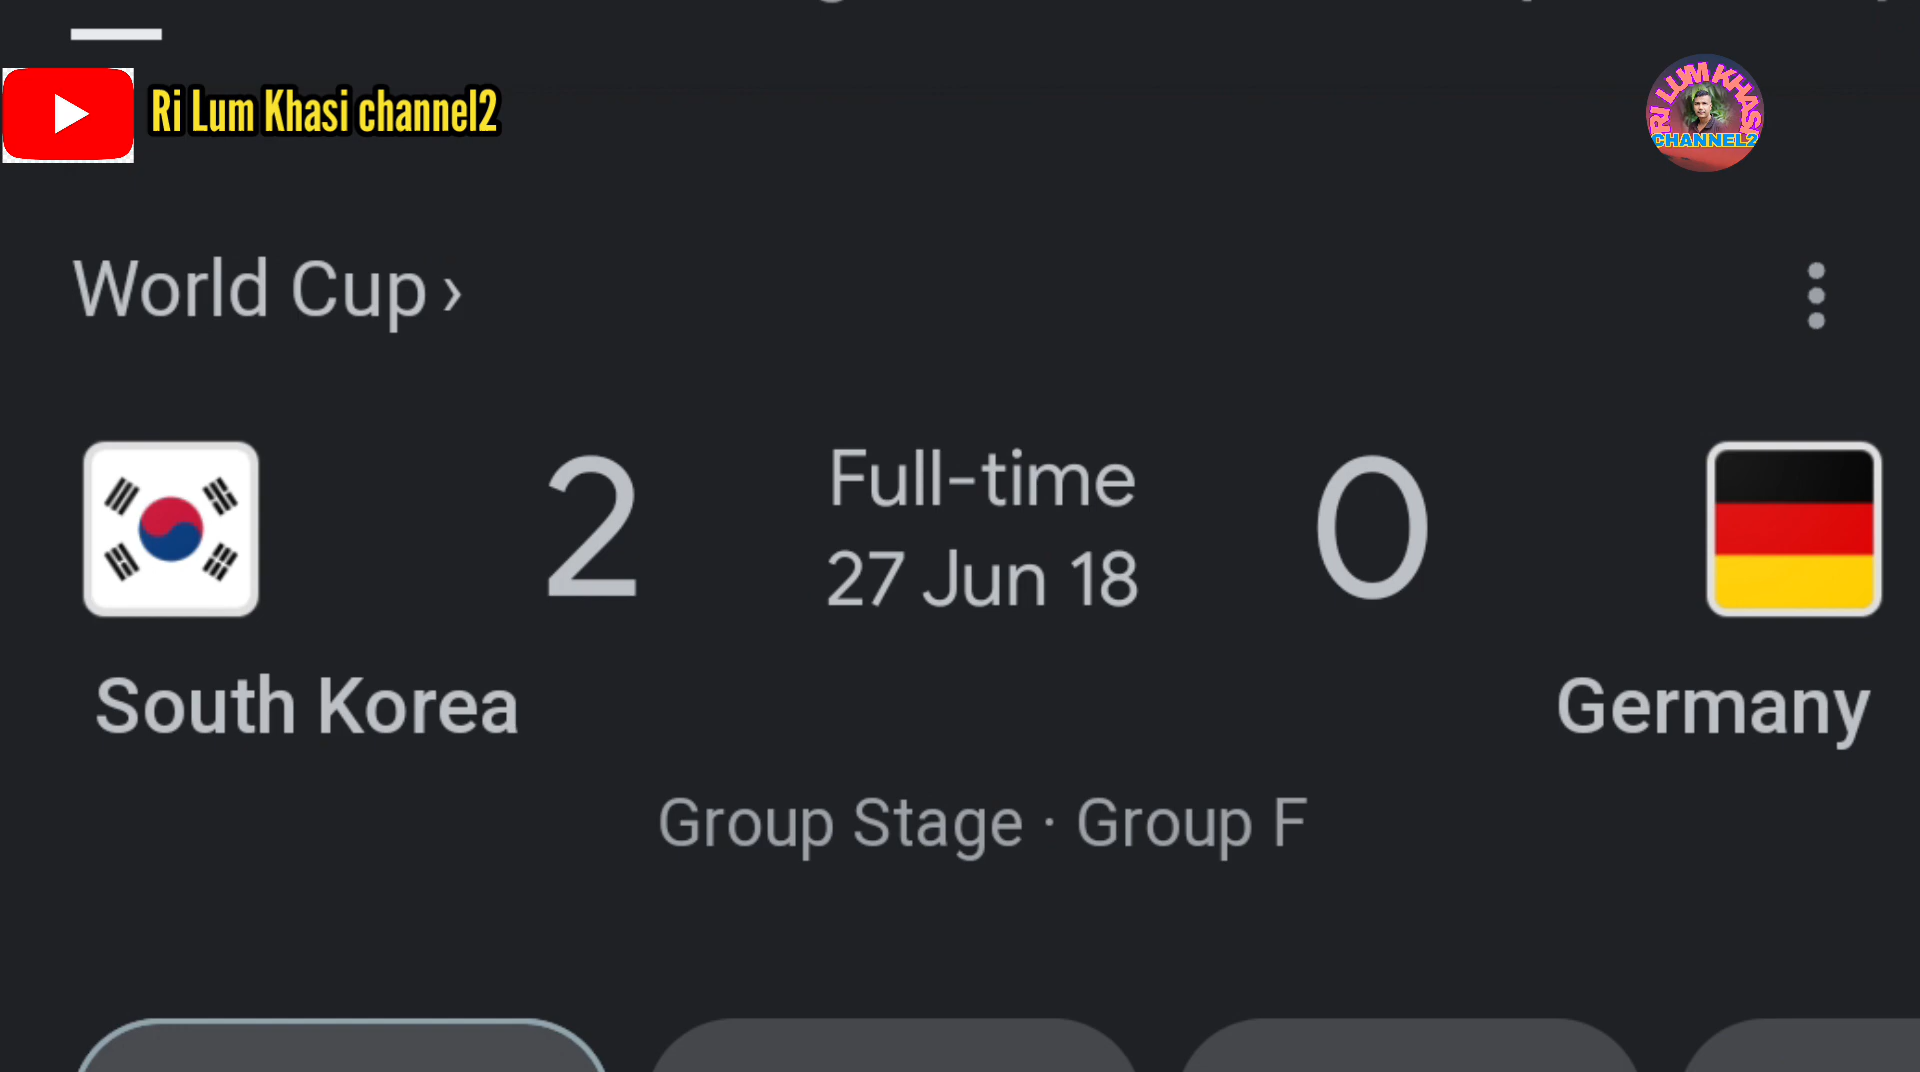 Ri Lum Khasi channel2
RI LUM KHASI
CHANNEL2
World Cup ›
2 Full-time 0
27 Jun 18
South Korea Germany
Group Stage · Group F